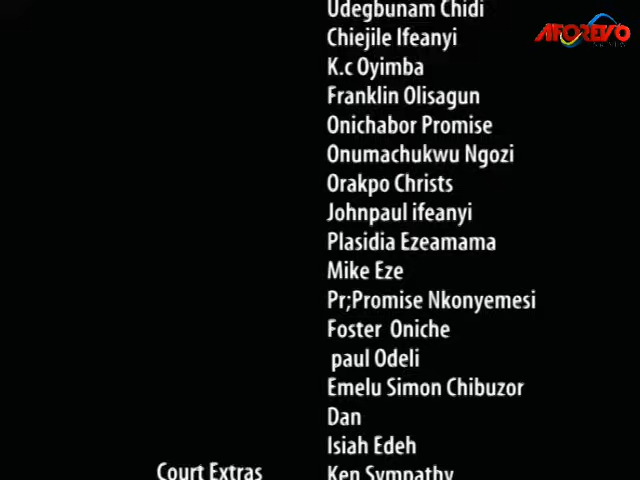 Udegbunam Chidi
AFOREVO
Chiejile Ifeanyi
K.c Oyimba
Franklin Olisagun
Onichabor Promise
Onumachukwu Ngozi
Orakpo Christs
Johnpaul ifeanyi
Plasidia Ezeamama
Mike Eze
Pr;Promise Nkonyemesi
Foster Oniche
paul Odeli
Emelu Simon Chibuzor
Dan
Isiah Edeh
Court Extras Ken Sympathy